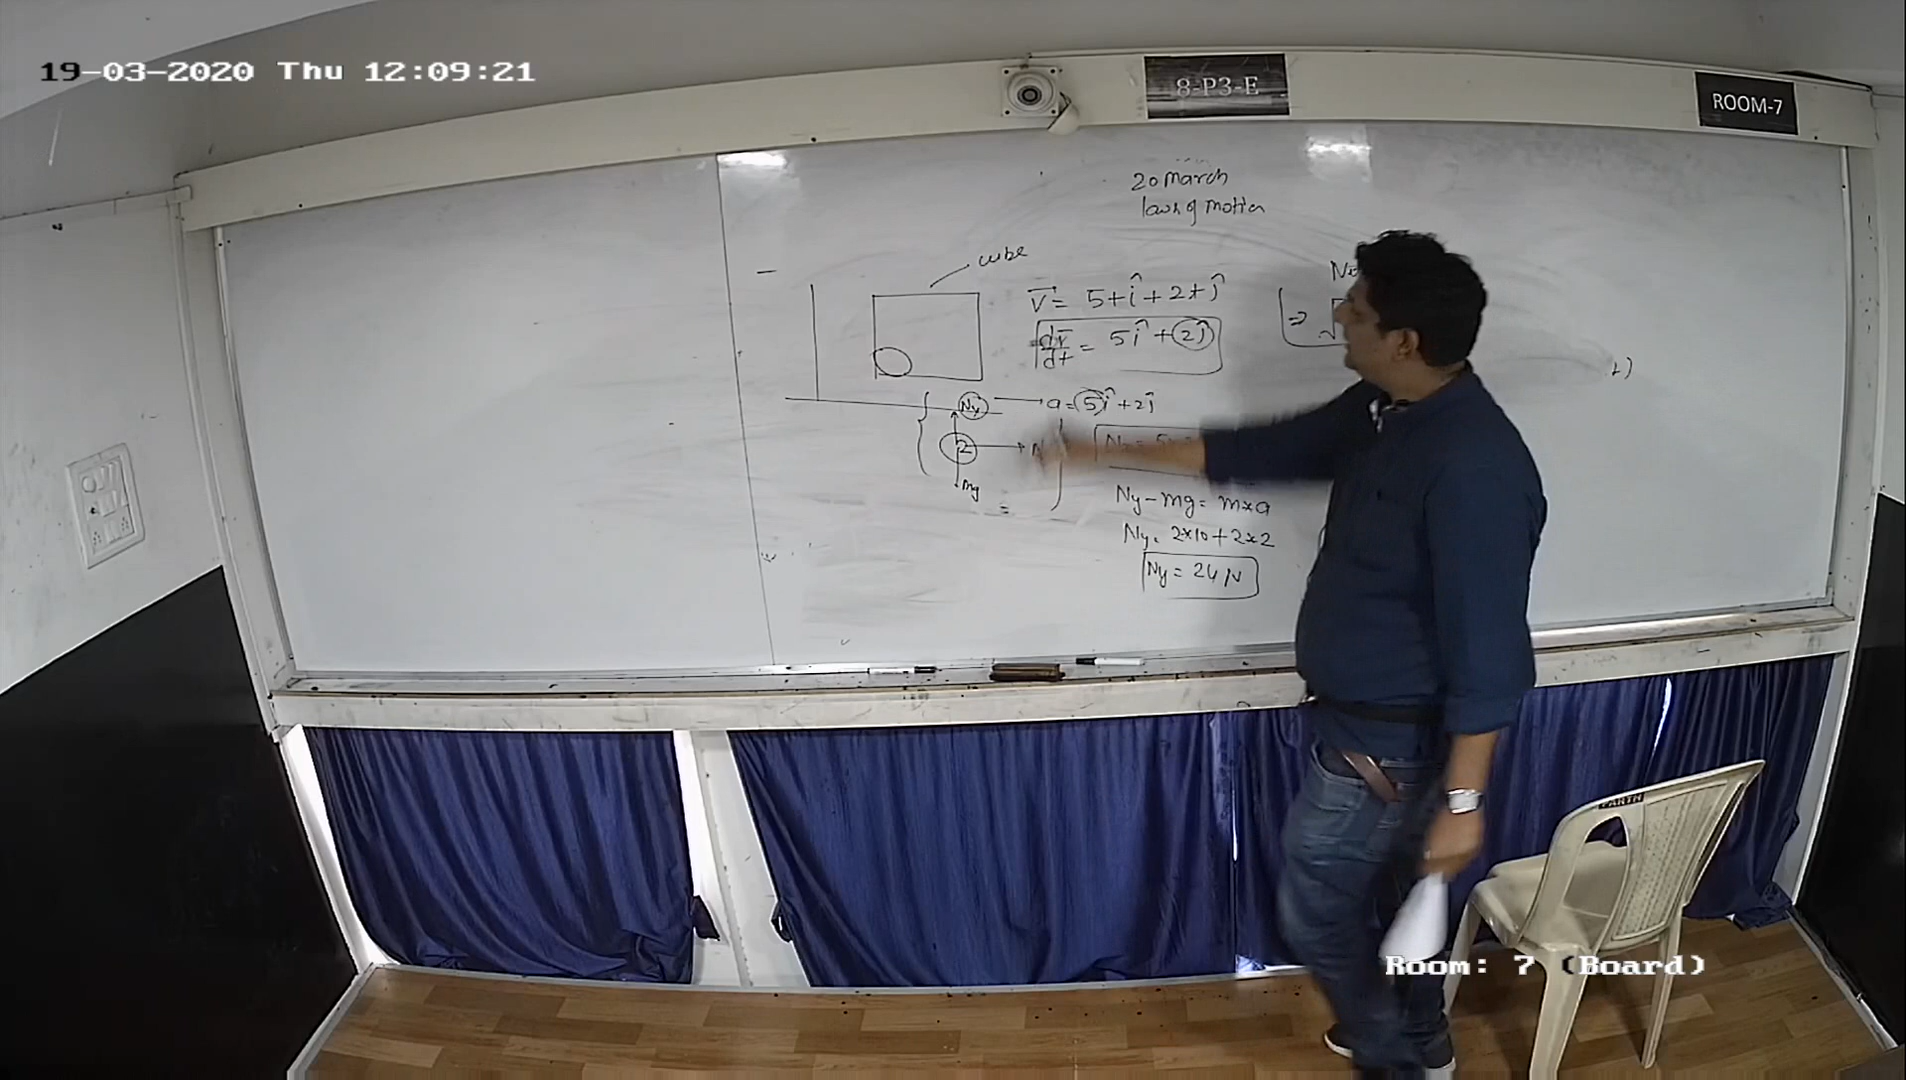 19-03-2020 Thu 12:09:21
8-P3-E
ROOM-7
20 March
laws of motion
cube
v⃗ = 5t î + 2t ĵ
dv⃗/dt = 5î + 2ĵ
⇒ √
Ny
a = 5î + 2ĵ
2
mg
=
Ny - mg = m×a
Ny = 2×10 + 2×2
Ny = 24 N
PARTH
Room: 7 (Board)